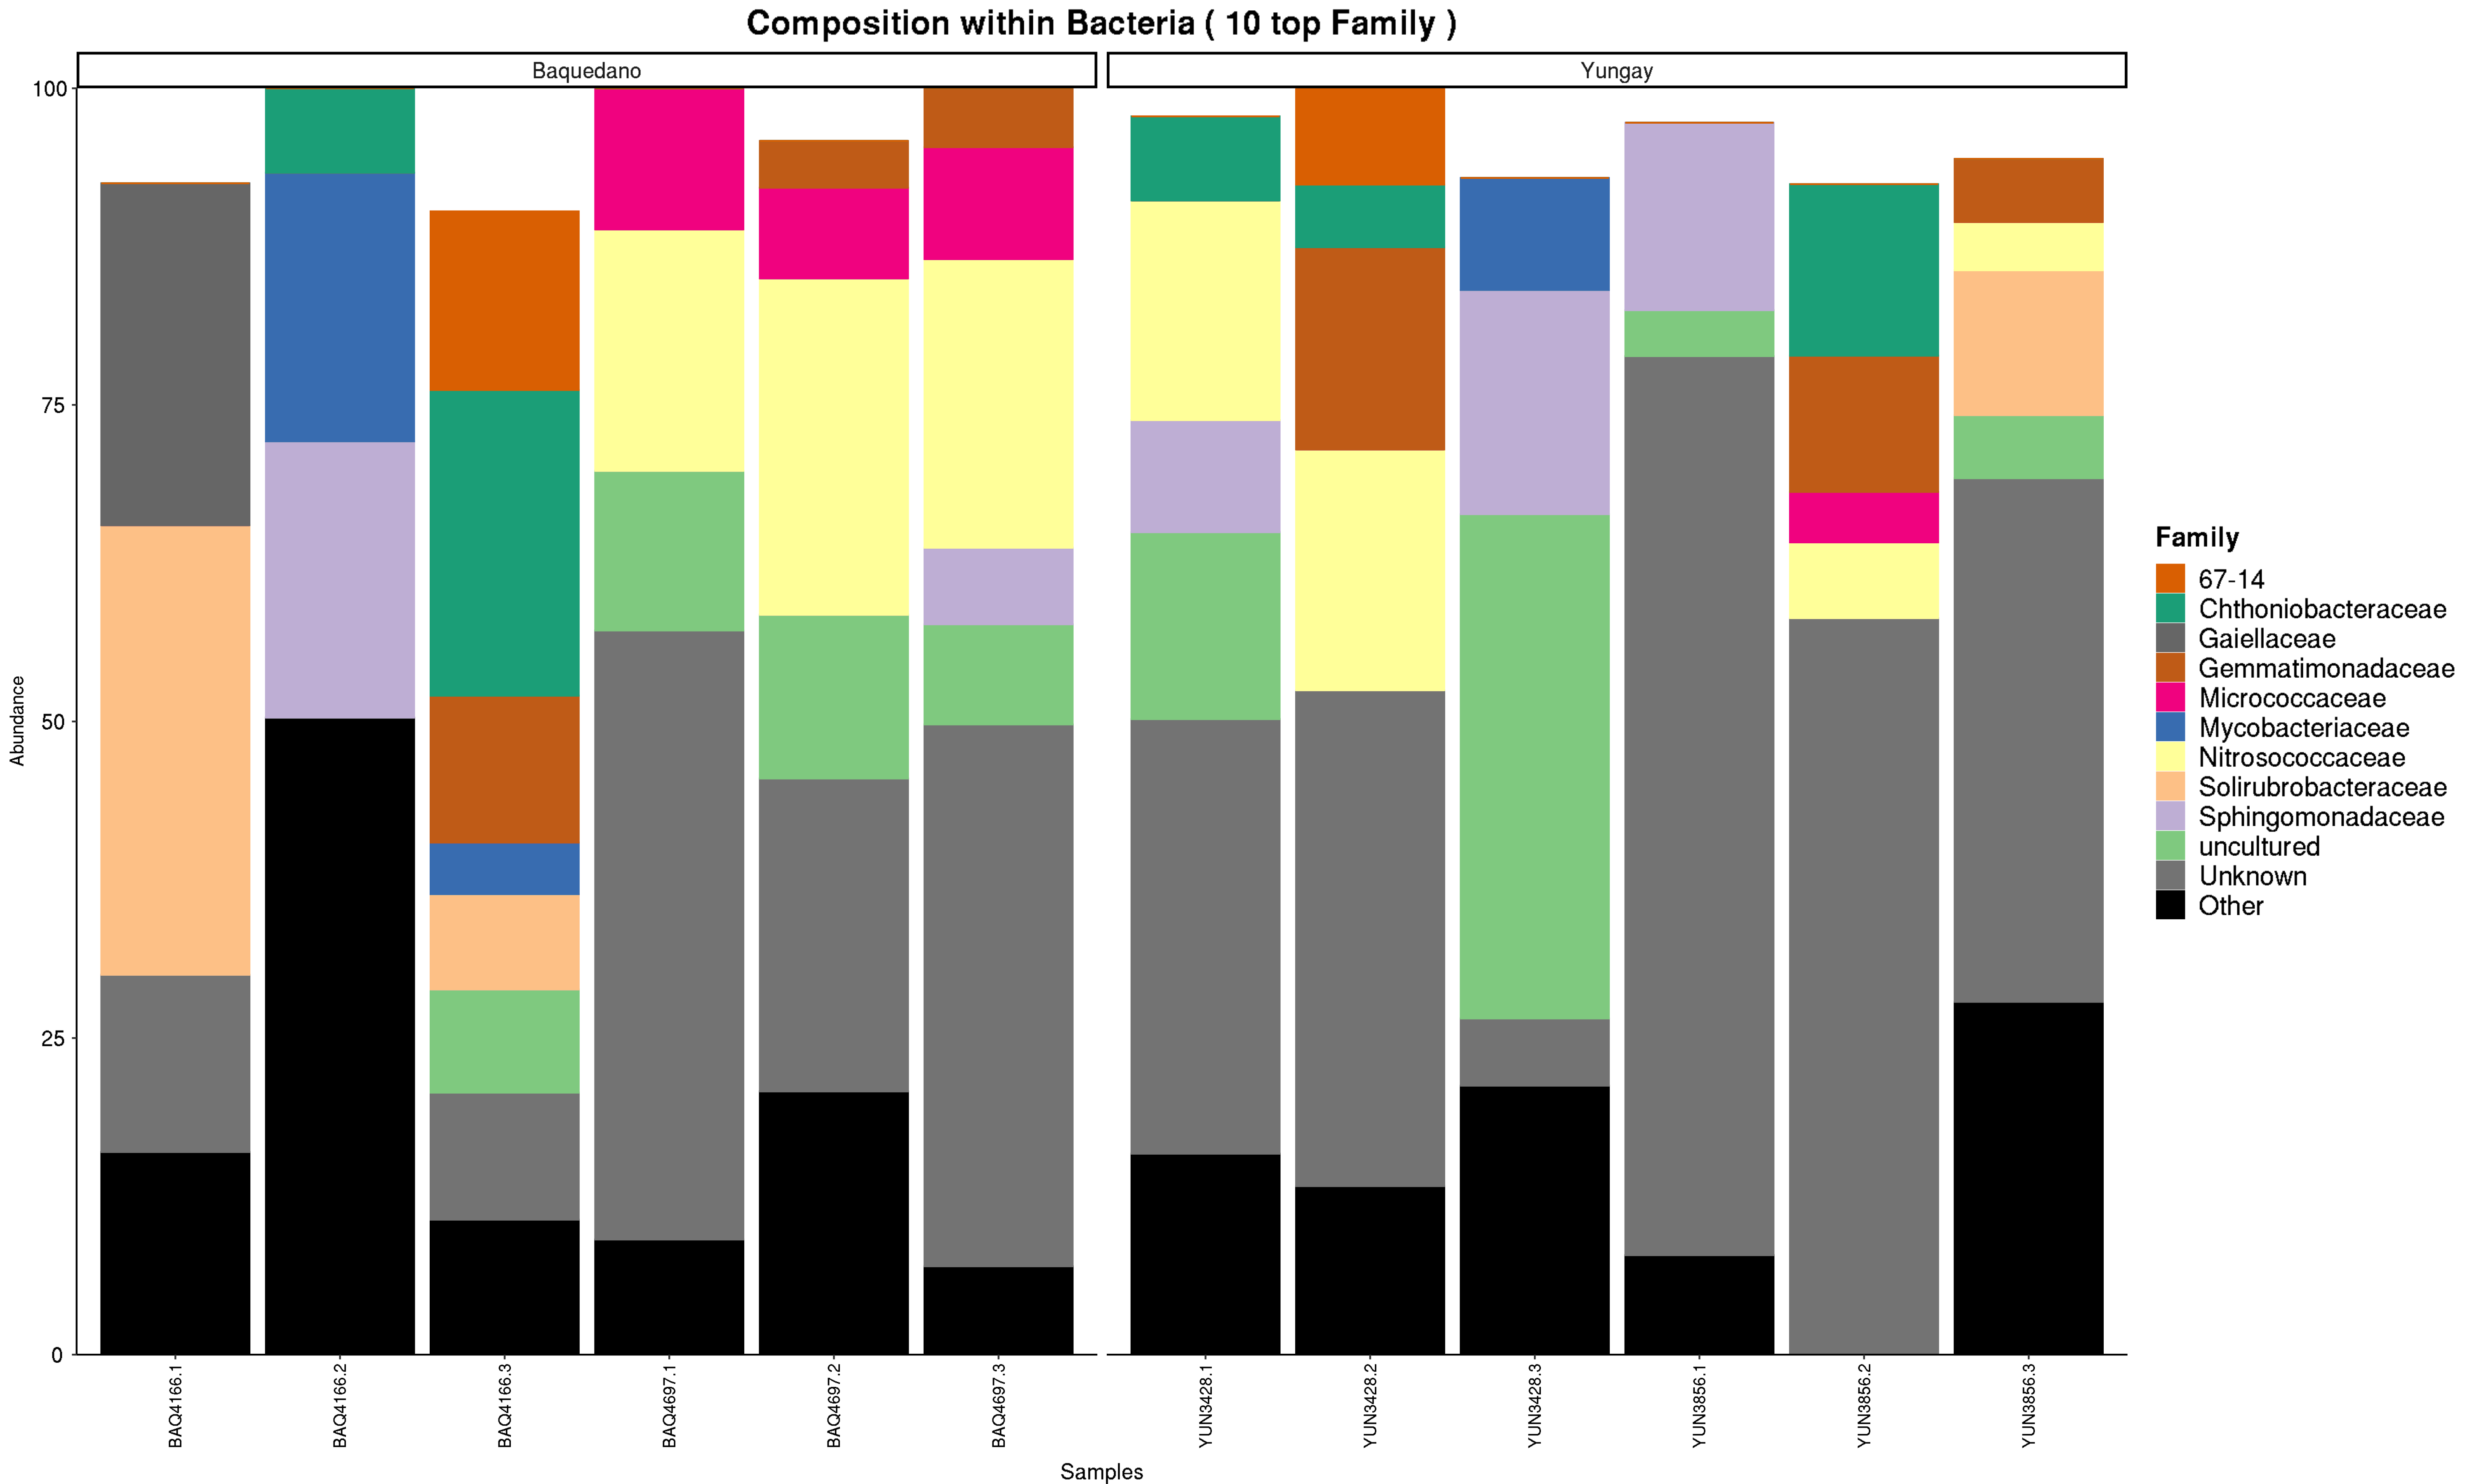 Composition within Bacteria ( 10 top Family )
Baquedano
Yungay
100
75
50
25
0
Abundance
BAQ4166.1
BAQ4166.2
BAQ4166.3
BAQ4697.1
BAQ4697.2
BAQ4697.3
YUN3428.1
YUN3428.2
YUN3428.3
YUN3856.1
YUN3856.2
YUN3856.3
Samples
Family
67-14
Chthoniobacteraceae
Gaiellaceae
Gemmatimonadaceae
Micrococcaceae
Mycobacteriaceae
Nitrosococcaceae
Solirubrobacteraceae
Sphingomonadaceae
uncultured
Unknown
Other